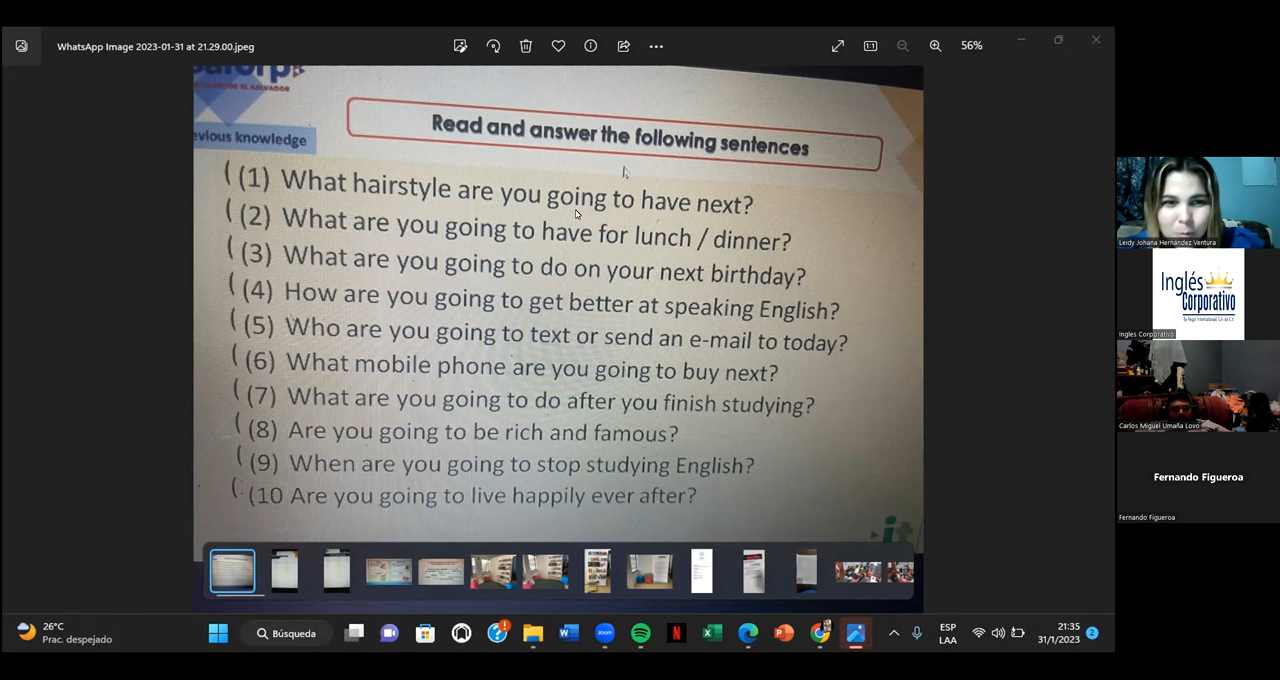 WhatsApp Image 2023-01-31 at 21.29.00.jpeg
56%
EL SALVADOR
vious knowledge
Read and answer the following sentences
( (1) What hairstyle are you going to have next?
( (2) What are you going to have for lunch / dinner?
( (3) What are you going to do on your next birthday?
( (4) How are you going to get better at speaking English?
( (5) Who are you going to text or send an e-mail to today?
( (6) What mobile phone are you going to buy next?
( (7) What are you going to do after you finish studying?
( (8) Are you going to be rich and famous?
( (9) When are you going to stop studying English?
( (10 Are you going to live happily ever after?
Leidy Johana Hernández Ventura
Inglés
Corporativo
Ingles Corporativo
Carlos Miguel Umaña Lovo
Fernando Figueroa
Fernando Figueroa
26°C
Prac. despejado
Búsqueda
zoom
ESP
LAA
21:35
31/1/2023
2